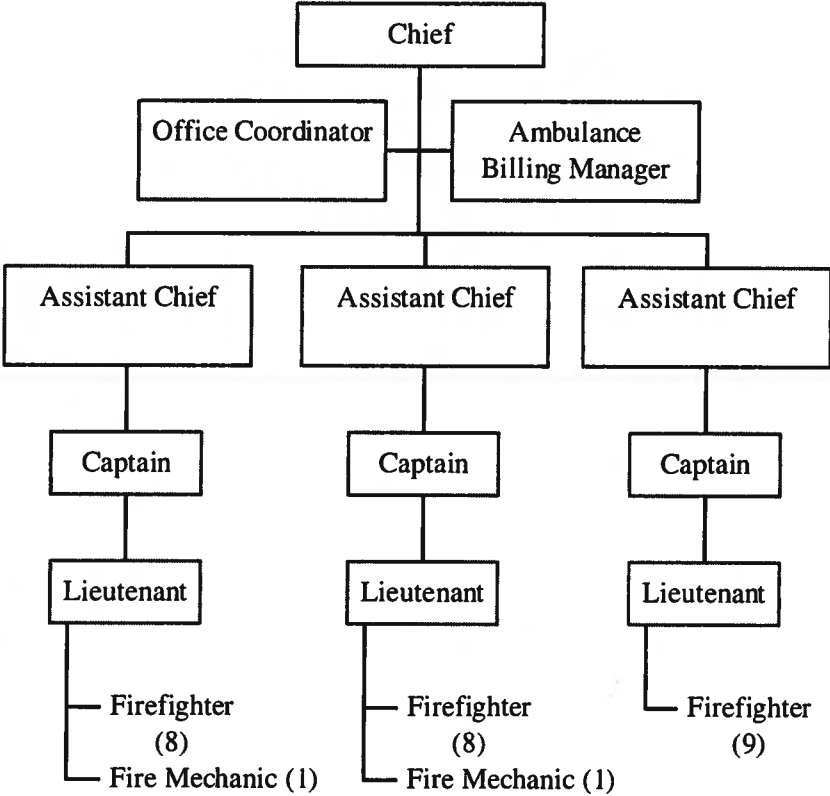 Chief
Office Coordinator
Ambulance
Billing Manager
Assistant Chief
Assistant Chief
Assistant Chief
Captain
Captain
Captain
Lieutenant
Lieutenant
Lieutenant
Firefighter
(8)
Fire Mechanic (1)
Firefighter
(8)
Fire Mechanic (1)
Firefighter
(9)